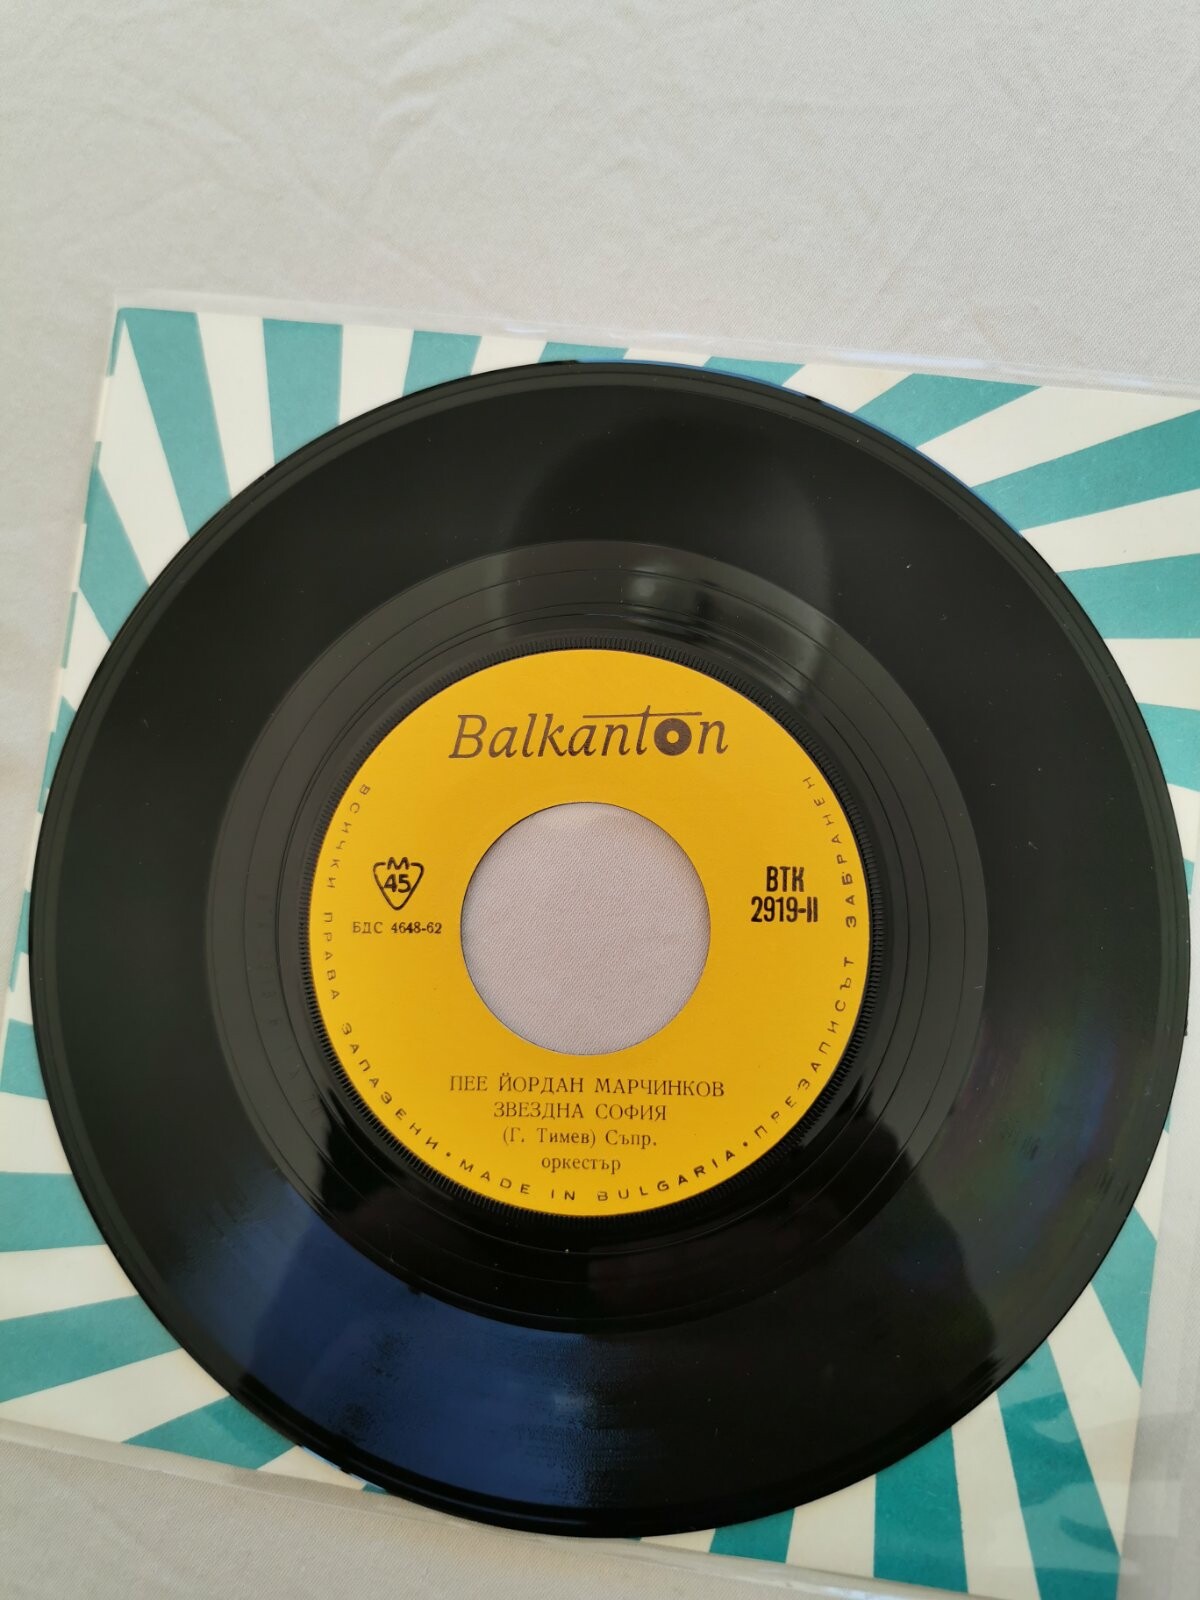 Balkanton
М
45
БДС 4648-62
ВТК
2919-II
ПЕЕ ЙОРДАН МАРЧИНКОВ
ЗВЕЗДНА СОФИЯ
(Г. Тимев) Съпр.
оркестър
ВСИЧКИ ПРАВА ЗАПАЗЕНИ • MADE IN BULGARIA • ПРЕЗАПИСЪТ ЗАБРАНЕН